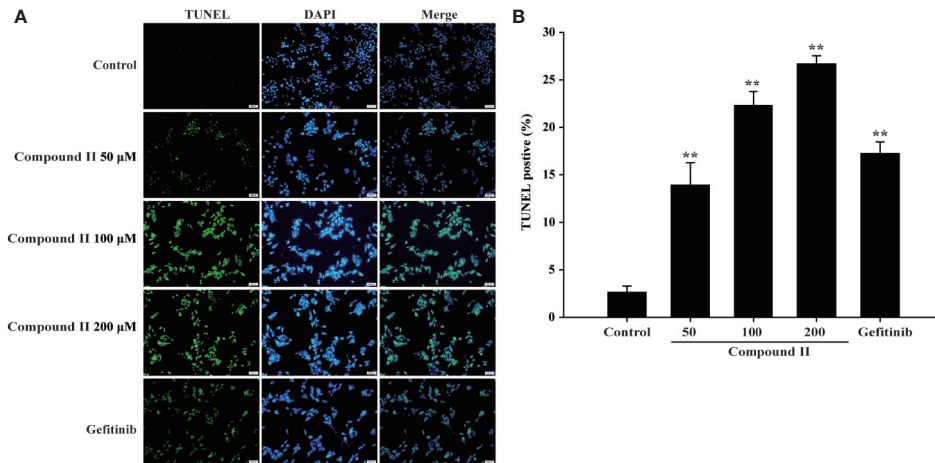 A
TUNEL DAPI Merge
Control
Compound II 50 μM
Compound II 100 μM
Compound II 200 μM
Gefitinib
B
TUNEL postive (%)
30
25
20
15
10
5
0
**
**
**
**
Control 50 100 200 Gefitinib
Compound II